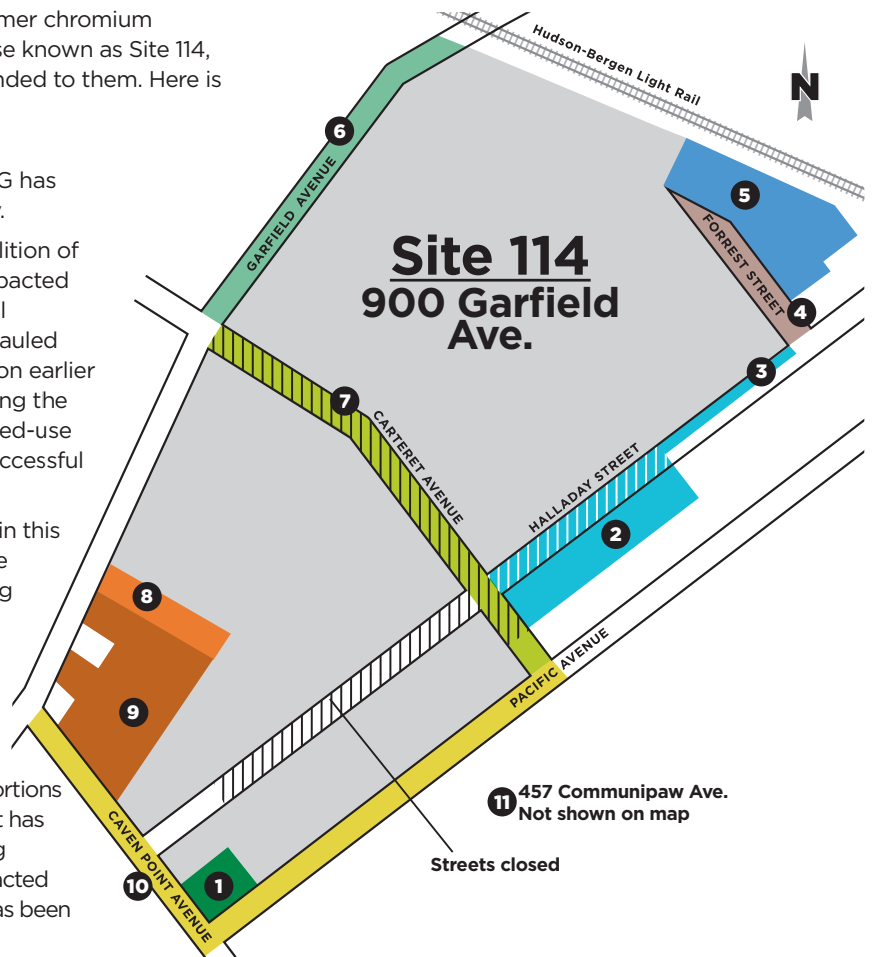 mer chromium
se known as Site 114,
nded to them. Here is
G has
lition of
pacted
l
auled
on earlier
ng the
ed-use
ccessful
in this
e
g
ortions
t has
g
acted
as been
Hudson-Bergen Light Rail
N
6
GARFIELD AVENUE
5
FORREST STREET
4
Site 114
900 Garfield
Ave.
3
7
CARTERET AVENUE
HALLADAY STREET
2
8
9
PACIFIC AVENUE
11 457 Communipaw Ave.
Not shown on map
Streets closed
CAVEN POINT AVENUE
10
1